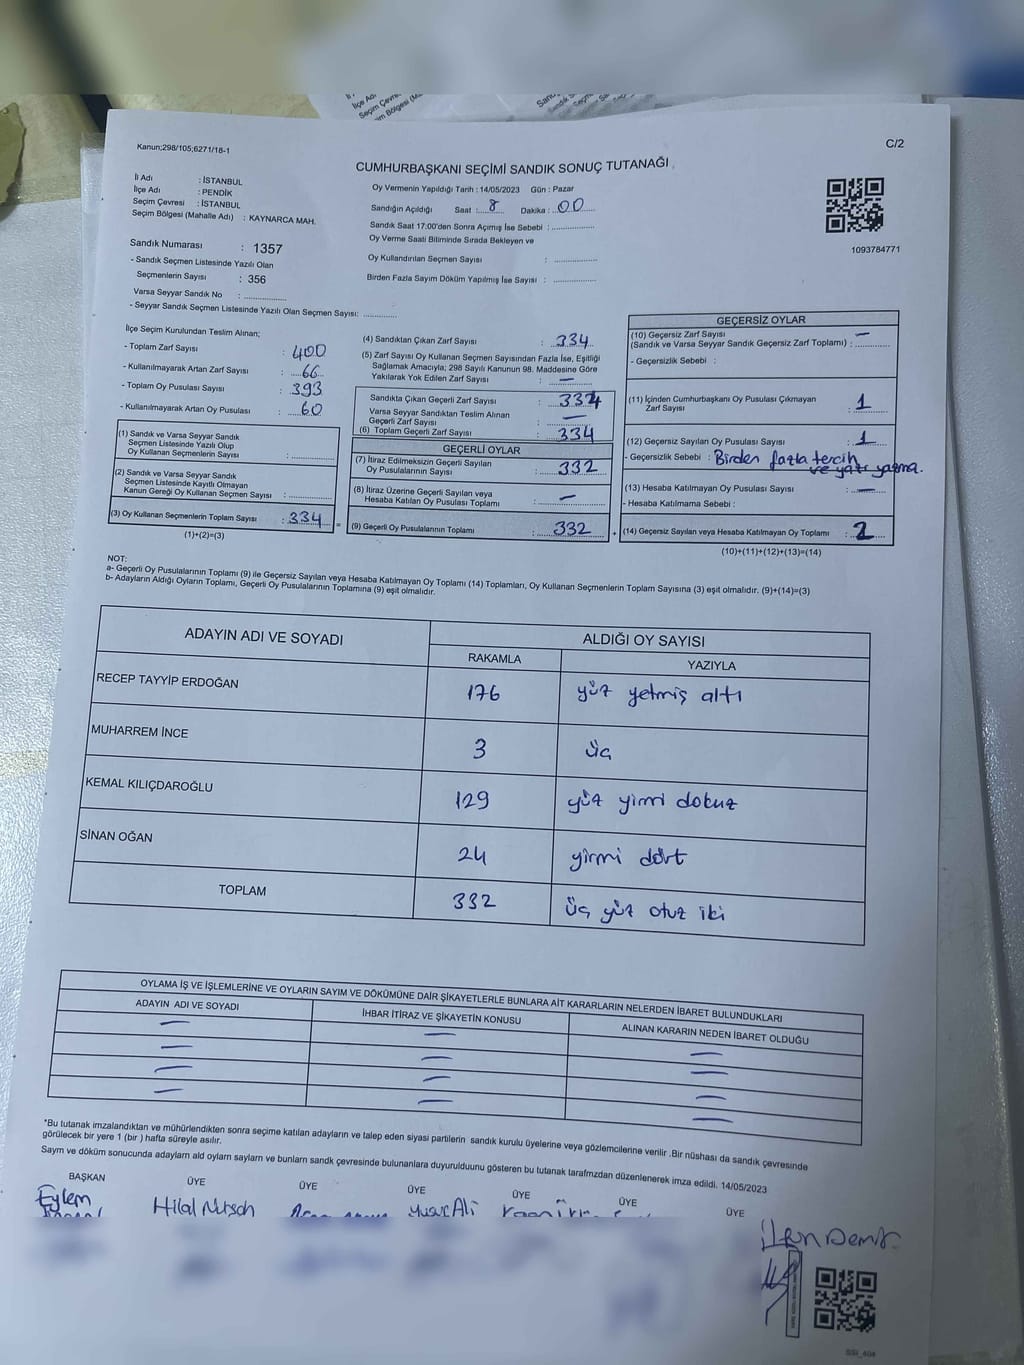 Kanun;298/105;6271/18-1
C/2
CUMHURBAŞKANI SEÇİMİ SANDIK SONUÇ TUTANAĞI
İl Adı : İSTANBUL
İlçe Adı : PENDİK
Seçim Çevresi : İSTANBUL
Seçim Bölgesi (Mahalle Adı) : KAYNARCA MAH.
Oy Vermenin Yapıldığı Tarih : 14/05/2023 Gün : Pazar
Sandığın Açıldığı Saat : 8 Dakika : 00
Sandık Saat 17.00'den Sonra Açımış İse Sebebi :
Oy Verme Saati Bitiminde Sırada Bekleyen ve
Oy Kullandırılan Seçmen Sayısı :
Birden Fazla Sayım Döküm Yapılmış İse Sayısı :
1093784771
Sandık Numarası : 1357
- Sandık Seçmen Listesinde Yazılı Olan
Seçmenlerin Sayısı : 356
Varsa Seyyar Sandık No :
- Seyyar Sandık Seçmen Listesinde Yazılı Olan Seçmen Sayısı:
İlçe Seçim Kurulundan Teslim Alınan;
- Toplam Zarf Sayısı : 400
- Kullanılmayarak Artan Zarf Sayısı : 66
- Toplam Oy Pusulası Sayısı : 393
- Kullanılmayarak Artan Oy Pusulası : 60
(1) Sandık ve Varsa Seyyar Sandık
Seçmen Listesinde Yazılı Olup
Oy Kullanan Seçmenlerin Sayısı :
(2) Sandık ve Varsa Seyyar Sandık
Seçmen Listesinde Kayıtlı Olmayan
Kanun Gereği Oy Kullanan Seçmen Sayısı :
(3) Oy Kullanan Seçmenlerin Toplam Sayısı : 334 =
(1)+(2)=(3)
(4) Sandıktan Çıkan Zarf Sayısı : 334
(5) Zarf Sayısı Oy Kullanan Seçmen Sayısından Fazla İse, Eşitliği
Sağlamak Amacıyla; 298 Sayılı Kanunun 98. Maddesine Göre
Yakılarak Yok Edilen Zarf Sayısı : —
Sandıkta Çıkan Geçerli Zarf Sayısı : 334
Varsa Seyyar Sandıktan Teslim Alınan
Geçerli Zarf Sayısı : —
(6) Toplam Geçerli Zarf Sayısı : 334
GEÇERLİ OYLAR
(7) İtiraz Edilmeksizin Geçerli Sayılan
Oy Pusulalarının Sayısı : 332
(8) İtiraz Üzerine Geçerli Sayılan veya
Hesaba Katılan Oy Pusulası Toplamı : —
(9) Geçerli Oy Pusulalarının Toplamı : 332 +
GEÇERSİZ OYLAR
(10) Geçersiz Zarf Sayısı
(Sandık ve Varsa Seyyar Sandık Geçersiz Zarf Toplamı) : —
- Geçersizlik Sebebi :
(11) İçinden Cumhurbaşkanı Oy Pusulası Çıkmayan
Zarf Sayısı : 1
(12) Geçersiz Sayılan Oy Pusulası Sayısı : 1
- Geçersizlik Sebebi : Birden fazla tercih
ve yazı yazma.
(13) Hesaba Katılmayan Oy Pusulası Sayısı : —
- Hesaba Katılmama Sebebi :
(14) Geçersiz Sayılan veya Hesaba Katılmayan Oy Toplamı : 2
(10)+(11)+(12)+(13)=(14)
NOT:
a- Geçerli Oy Pusulalarının Toplamı (9) ile Geçersiz Sayılan veya Hesaba Katılmayan Oy Toplamı (14) Toplamları, Oy Kullanan Seçmenlerin Toplam Sayısına (3) eşit olmalıdır. (9)+(14)=(3)
b- Adayların Aldığı Oyların Toplamı, Geçerli Oy Pusulalarının Toplamına (9) eşit olmalıdır.
ADAYIN ADI VE SOYADI ALDIĞI OY SAYISI
RAKAMLA YAZIYLA
RECEP TAYYİP ERDOĞAN 176 yüz yetmiş altı
MUHARREM İNCE 3 üç
KEMAL KILIÇDAROĞLU 129 yüz yirmi dokuz
SİNAN OĞAN 24 yirmi dört
TOPLAM 332 üç yüz otuz iki
OYLAMA İŞ VE İŞLEMLERİNE VE OYLARIN SAYIM VE DÖKÜMÜNE DAİR ŞİKAYETLERLE BUNLARA AİT KARARLARIN NELERDEN İBARET BULUNDUKLARI
ADAYIN ADI VE SOYADI İHBAR İTİRAZ VE ŞİKAYETİN KONUSU ALINAN KARARIN NEDEN İBARET OLDUĞU
*Bu tutanak imzalandıktan ve mühürlendikten sonra seçime katılan adayların ve talep eden siyasi partilerin sandık kurulu üyelerine veya gözlemcilerine verilir .Bir nüshası da sandık çevresinde
görülecek bir yere 1 (bir ) hafta süreyle asılır.
Sayım ve döküm sonucunda adayların ald oyların sayların ve bunların sandk çevresinde bulunanlara duyurulduunu gösteren bu tutanak tarafımzdan düzenlenerek imza edildi. 14/05/2023
BAŞKAN ÜYE ÜYE ÜYE ÜYE ÜYE ÜYE
Eylem Hilal Yusuf Ali
SSI_404